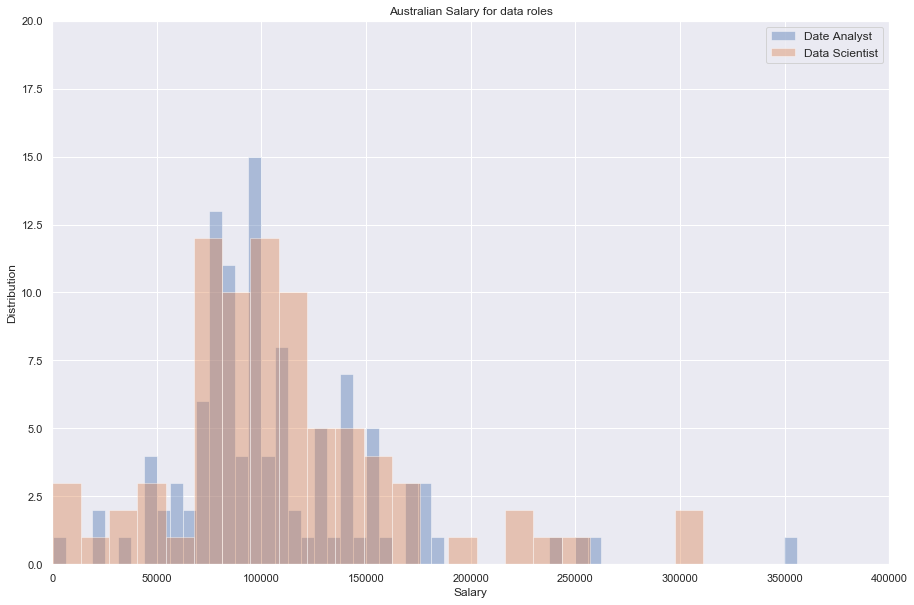 Australian Salary for data roles
Date Analyst
Data Scientist
20.0
17.5
15.0
12.5
10.0
7.5
5.0
2.5
0.0
Distribution
0 50000 100000 150000 200000 250000 300000 350000 400000
Salary